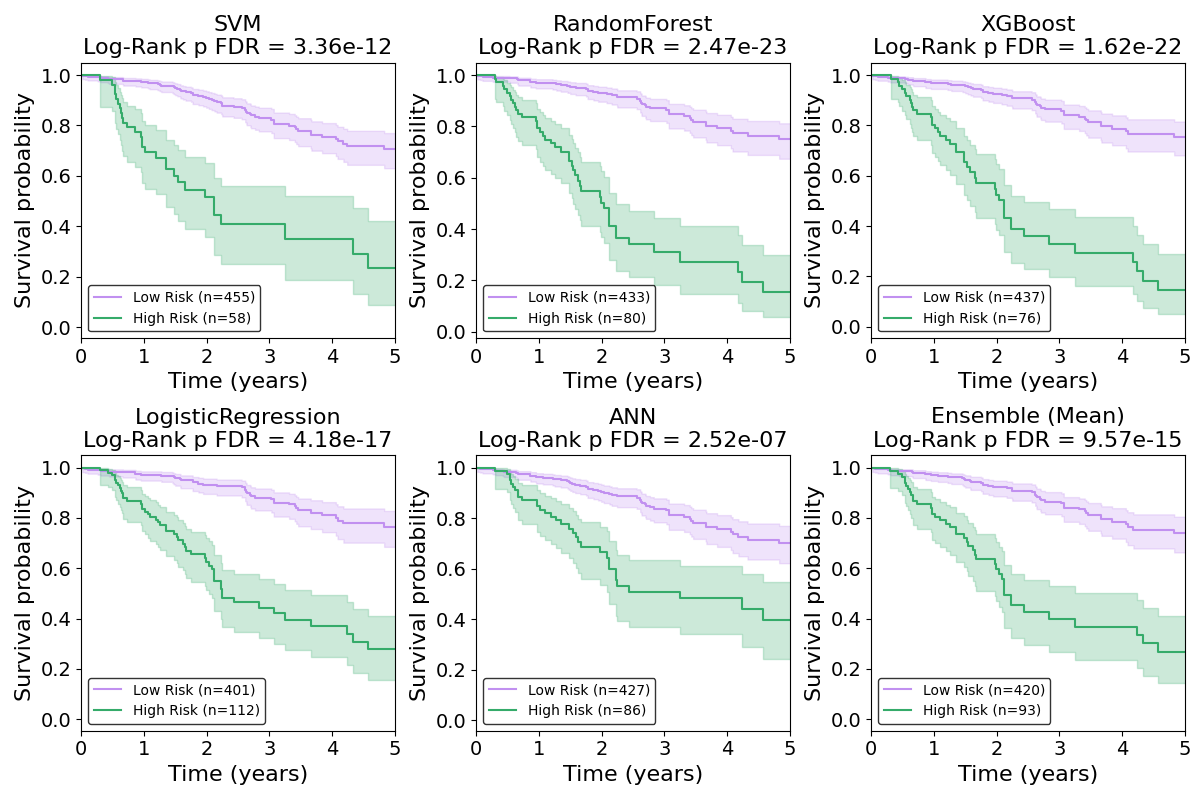 SVM
Log-Rank p FDR = 3.36e-12
Survival probability
1.0
0.8
0.6
0.4
0.2
0.0
Low Risk (n=455)
High Risk (n=58)
0 1 2 3 4 5
Time (years)
RandomForest
Log-Rank p FDR = 2.47e-23
Survival probability
1.0
0.8
0.6
0.4
0.2
0.0
Low Risk (n=433)
High Risk (n=80)
0 1 2 3 4 5
Time (years)
XGBoost
Log-Rank p FDR = 1.62e-22
Survival probability
1.0
0.8
0.6
0.4
0.2
0.0
Low Risk (n=437)
High Risk (n=76)
0 1 2 3 4 5
Time (years)
LogisticRegression
Log-Rank p FDR = 4.18e-17
Survival probability
1.0
0.8
0.6
0.4
0.2
0.0
Low Risk (n=401)
High Risk (n=112)
0 1 2 3 4 5
Time (years)
ANN
Log-Rank p FDR = 2.52e-07
Survival probability
1.0
0.8
0.6
0.4
0.2
0.0
Low Risk (n=427)
High Risk (n=86)
0 1 2 3 4 5
Time (years)
Ensemble (Mean)
Log-Rank p FDR = 9.57e-15
Survival probability
1.0
0.8
0.6
0.4
0.2
0.0
Low Risk (n=420)
High Risk (n=93)
0 1 2 3 4 5
Time (years)